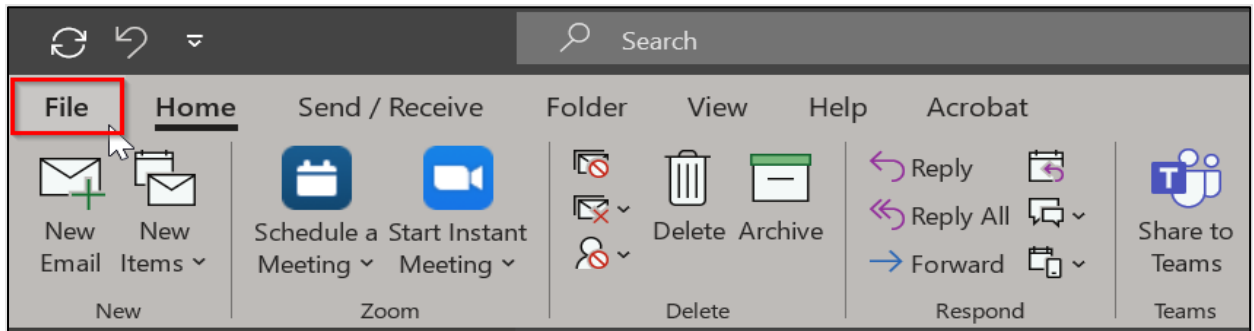 Search
File Home Send / Receive Folder View Help Acrobat
New Email
New Items
Schedule a Meeting
Start Instant Meeting
Delete Archive
Reply
Reply All
Forward
T
Share to Teams
New Zoom Delete Respond Teams